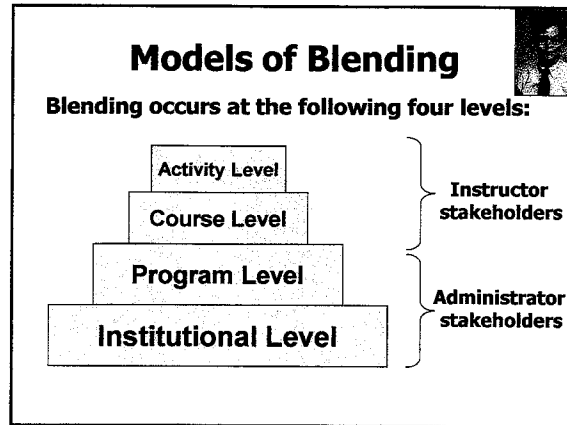 Models of Blending
Blending occurs at the following four levels:
Activity Level
Course Level
Instructor
stakeholders
Program Level
Institutional Level
Administrator
stakeholders